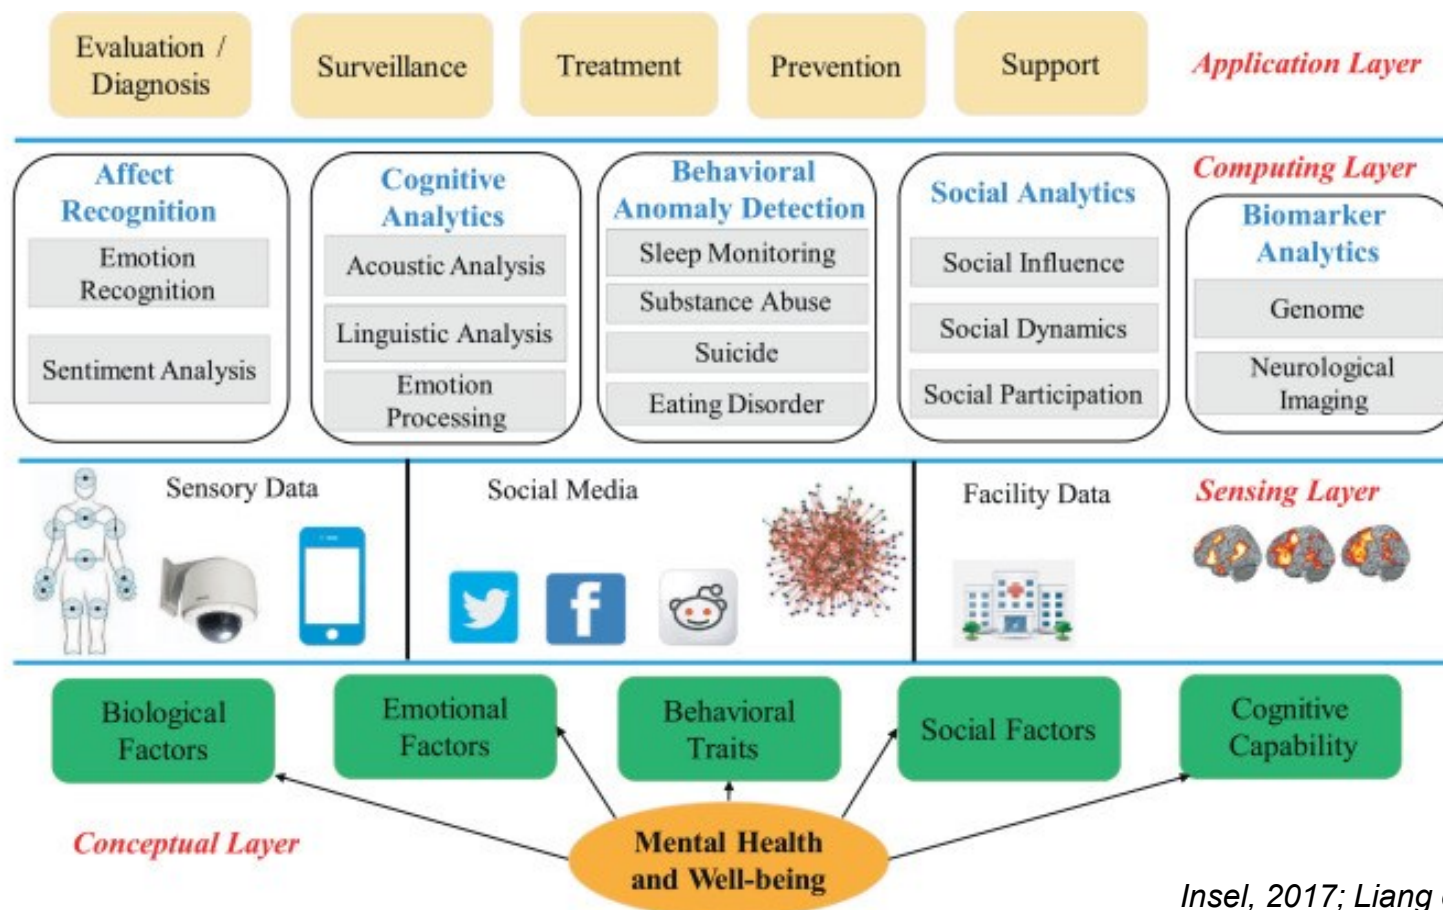 Evaluation /
Diagnosis
Surveillance
Treatment
Prevention
Support
Application Layer
Computing Layer
Affect
Recognition
Emotion
Recognition
Sentiment Analysis
Cognitive
Analytics
Acoustic Analysis
Linguistic Analysis
Emotion
Processing
Behavioral
Anomaly Detection
Sleep Monitoring
Substance Abuse
Suicide
Eating Disorder
Social Analytics
Social Influence
Social Dynamics
Social Participation
Biomarker
Analytics
Genome
Neurological
Imaging
Sensory Data
Social Media
Facility Data
Sensing Layer
Biological
Factors
Emotional
Factors
Behavioral
Traits
Social Factors
Cognitive
Capability
Conceptual Layer
Mental Health
and Well-being
Insel, 2017; Liang